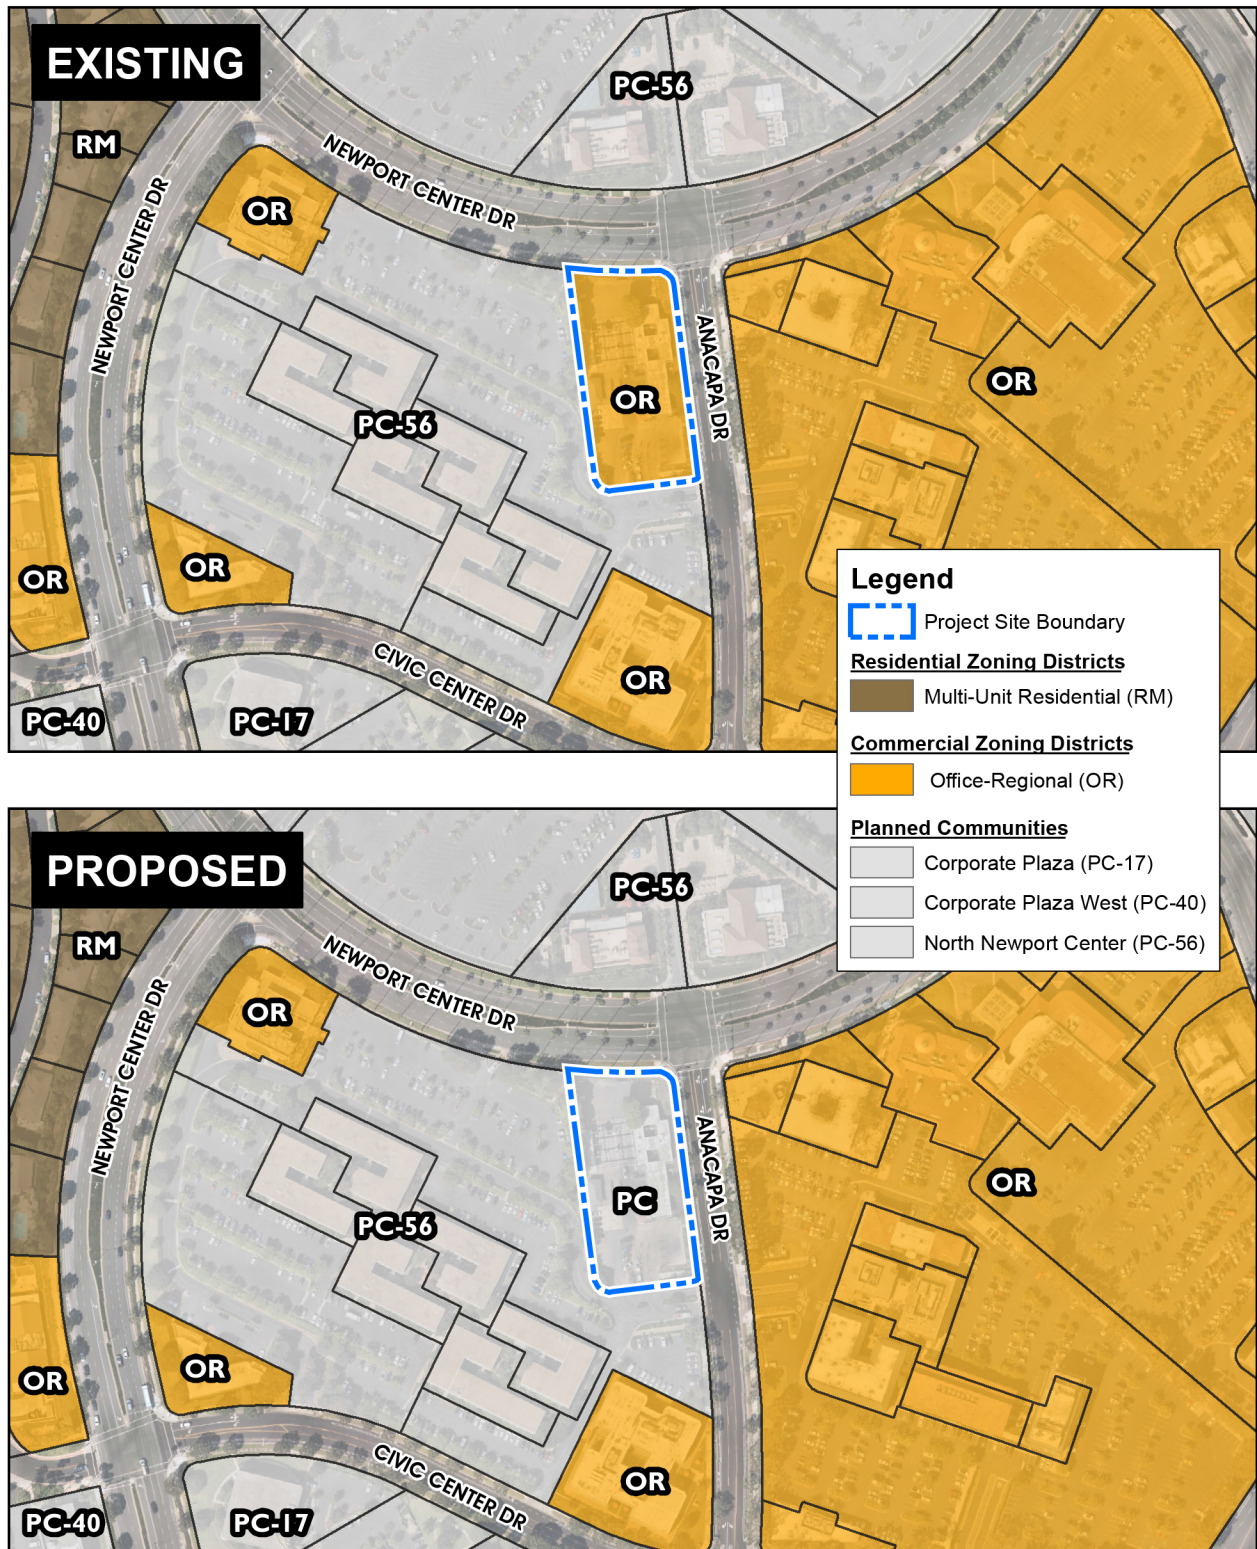 EXISTING
PC-56
RM
NEWPORT CENTER DR
OR
NEWPORT CENTER DR
ANACAPA DR
OR
OR
PC-56
OR
OR
OR
CIVIC CENTER DR
PC-40
PC-17
Legend
Project Site Boundary
Residential Zoning Districts
Multi-Unit Residential (RM)
Commercial Zoning Districts
Office-Regional (OR)
Planned Communities
Corporate Plaza (PC-17)
Corporate Plaza West (PC-40)
North Newport Center (PC-56)
PROPOSED
PC-56
RM
NEWPORT CENTER DR
OR
NEWPORT CENTER DR
ANACAPA DR
OR
PC
PC-56
OR
OR
OR
CIVIC CENTER DR
PC-40
PC-17